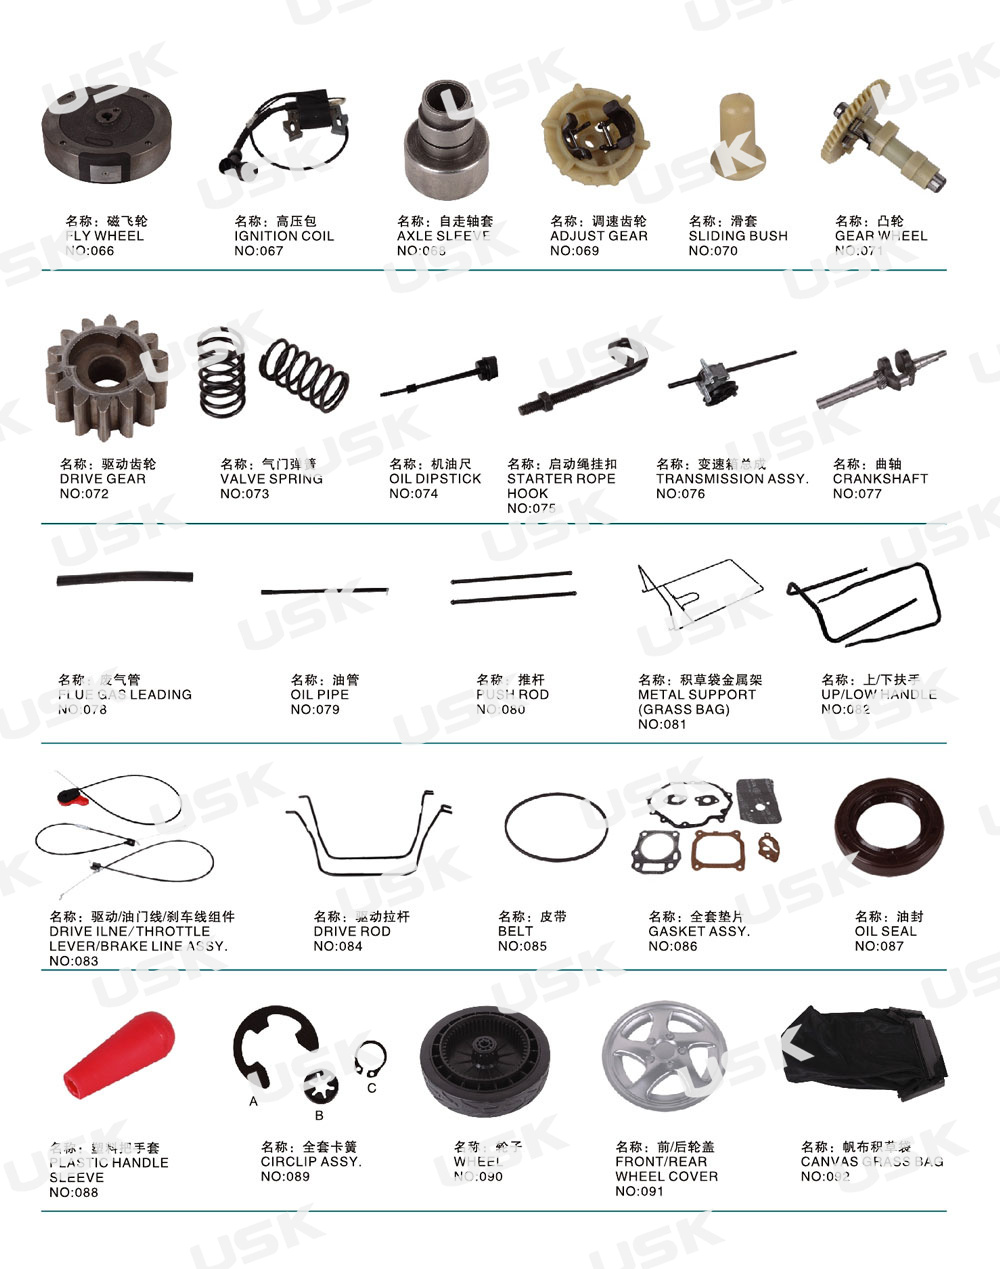 名称：磁飞轮
FLY WHEEL
NO:066
名称：高压包
IGNITION COIL
NO:067
名称：自走轴套
AXLE SLEEVE
NO:068
名称：调速齿轮
ADJUST GEAR
NO:069
名称：滑套
SLIDING BUSH
NO:070
名称：凸轮
GEAR WHEEL
NO:071
名称：驱动齿轮
DRIVE GEAR
NO:072
名称：气门弹簧
VALVE SPRING
NO:073
名称：机油尺
OIL DIPSTICK
NO:074
名称：启动绳挂扣
STARTER ROPE
HOOK
NO:075
名称：变速箱总成
TRANSMISSION ASSY.
NO:076
名称：曲轴
CRANKSHAFT
NO:077
名称：废气管
FLUE GAS LEADING
NO:078
名称：油管
OIL PIPE
NO:079
名称：推杆
PUSH ROD
NO:080
名称：积草袋金属架
METAL SUPPORT
(GRASS BAG)
NO:081
名称：上/下扶手
UP/LOW HANDLE
NO:082
名称：驱动/油门线/刹车线组件
DRIVE ILNE/THROTTLE
LEVER/BRAKE LINE ASSY.
NO:083
名称：驱动拉杆
DRIVE ROD
NO:084
名称：皮带
BELT
NO:085
名称：全套垫片
GASKET ASSY.
NO:086
名称：油封
OIL SEAL
NO:087
A
B
C
名称：塑料把手套
PLASTIC HANDLE
SLEEVE
NO:088
名称：全套卡簧
CIRCLIP ASSY.
NO:089
名称：轮子
WHEEL
NO:090
名称：前/后轮盖
FRONT/REAR
WHEEL COVER
NO:091
名称：帆布积草袋
CANVAS GRASS BAG
NO:092
USK